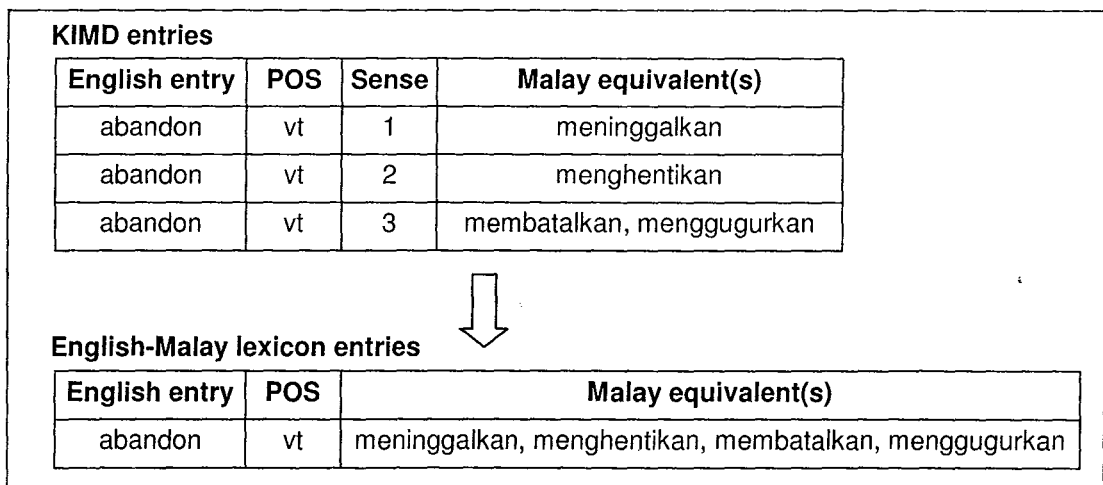 KIMD entries
English entry POS Sense Malay equivalent(s)
abandon vt 1 meninggalkan
abandon vt 2 menghentikan
abandon vt 3 membatalkan, menggugurkan
English-Malay lexicon entries
English entry POS Malay equivalent(s)
abandon vt meninggalkan, menghentikan, membatalkan, menggugurkan